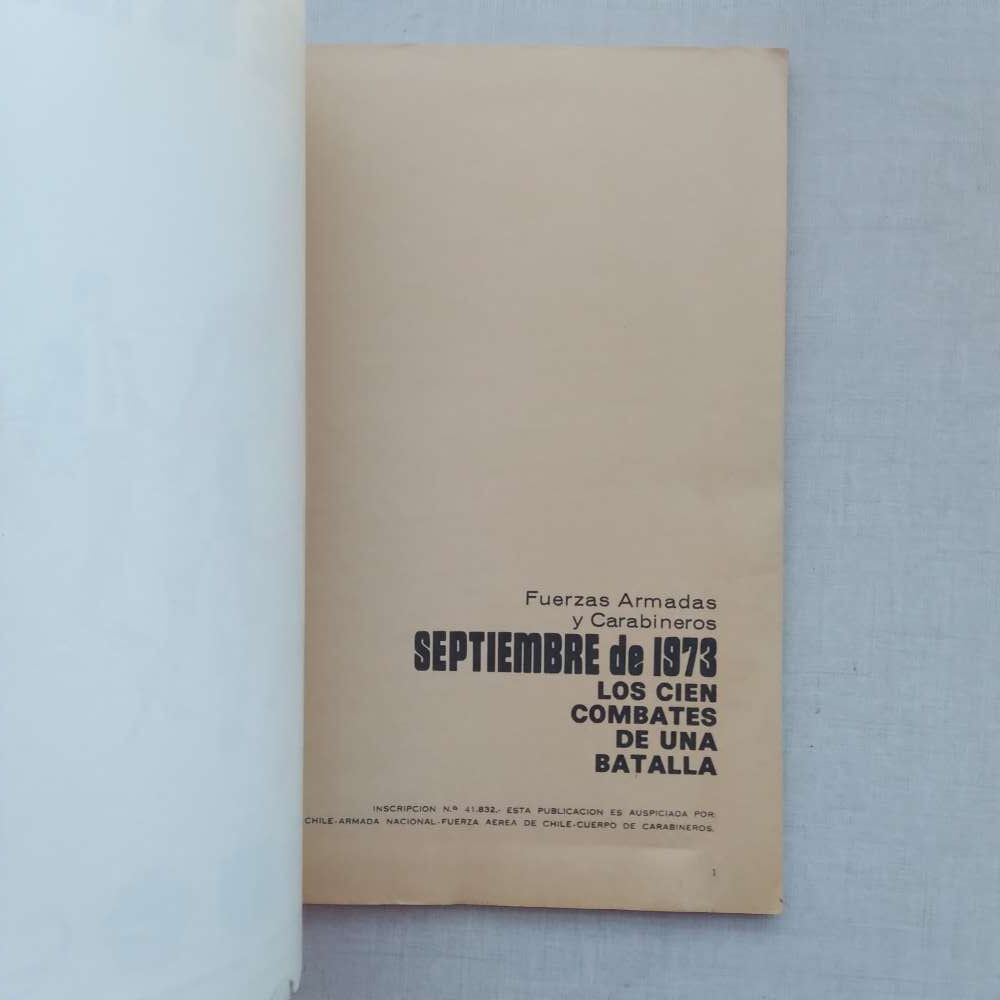 Fuerzas Armadas
y Carabineros
SEPTIEMBRE de 1973
LOS CIEN
COMBATES
DE UNA
BATALLA
INSCRIPCION N.º 41.832.- ESTA PUBLICACION ES AUSPICIADA POR:
CHILE-ARMADA NACIONAL-FUERZA AEREA DE CHILE-CUERPO DE CARABINEROS.
1